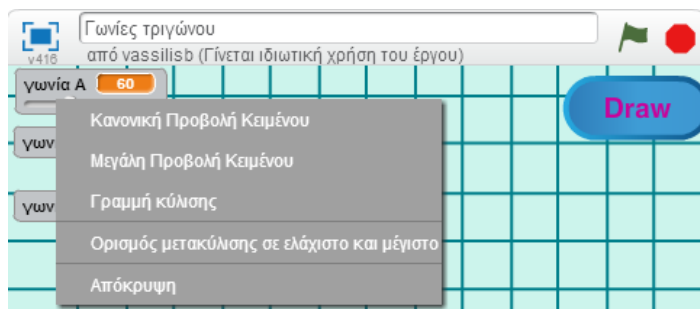 Γωνίες τριγώνου
v416
από vassilisb (Γίνεται ιδιωτική χρήση του έργου)
γωνία A 60
Draw
Κανονική Προβολή Κειμένου
γων
Μεγάλη Προβολή Κειμένου
γων
Γραμμή κύλισης
Ορισμός μετακύλισης σε ελάχιστο και μέγιστο
Απόκρυψη